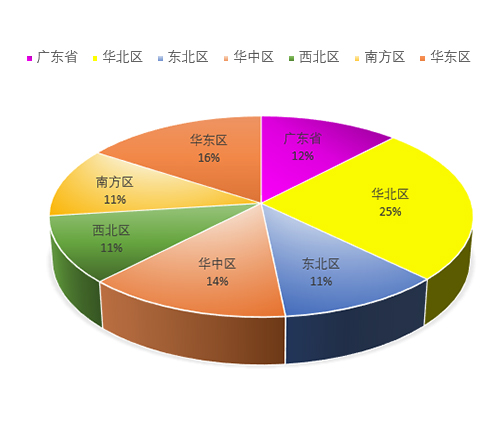 广东省 华北区 东北区 华中区 西北区 南方区 华东区
广东省
12%
华东区
16%
华北区
25%
南方区
11%
西北区
11%
华中区
14%
东北区
11%